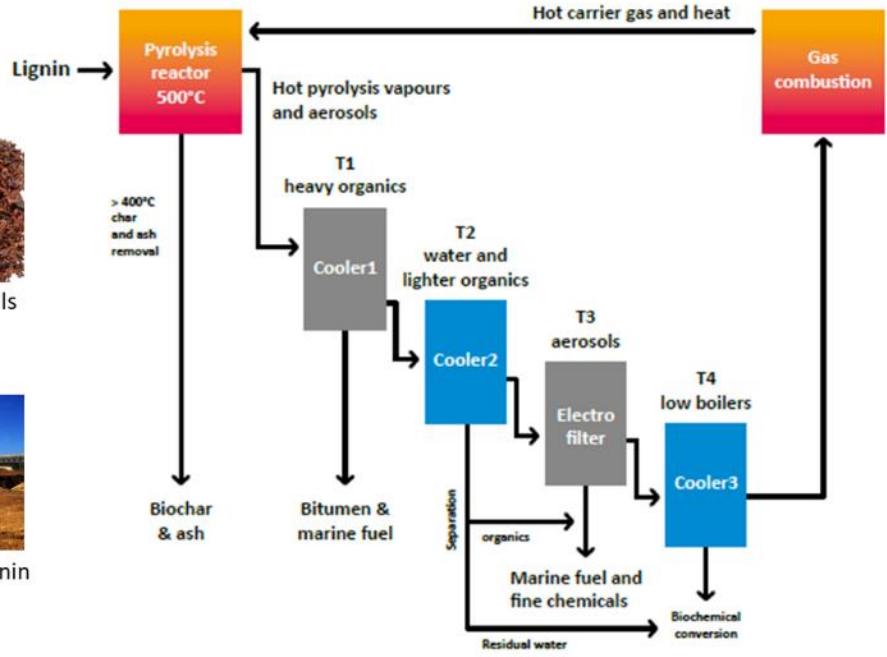 Hot carrier gas and heat
Lignin
Pyrolysis
reactor
500°C
Gas
combustion
Hot pyrolysis vapours
and aerosols
> 400°C
char
and ash
removal
T1
heavy organics
Cooler1
T2
water and
lighter organics
Cooler2
T3
aerosols
Electro
filter
T4
low boilers
Cooler3
ls
nin
Biochar
& ash
Bitumen &
marine fuel
Separation
organics
Marine fuel and
fine chemicals
Residual water
Biochemical
conversion